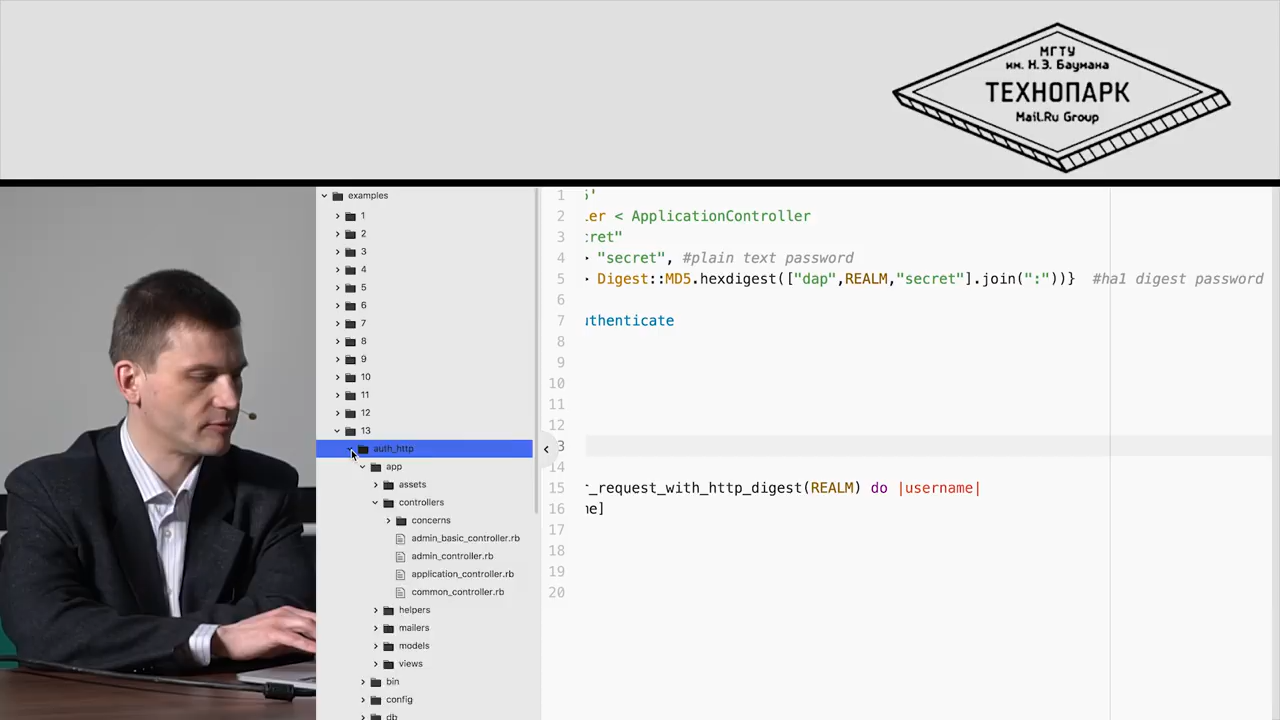 МГТУ
им. Н.Э. Баумана
ТЕХНОПАРК
Mail.Ru Group
examples
1
2
3
4
5
6
7
8
9
10
11
12
13
auth_http
app
assets
controllers
concerns
admin_basic_controller.rb
admin_controller.rb
application_controller.rb
common_controller.rb
helpers
mailers
models
views
bin
config
db
1 '
2 er < ApplicationController
3 ret"
4 "secret", #plain text password
5 Digest::MD5.hexdigest(["dap",REALM,"secret"].join(":"))} #ha1 digest password
6
7 uthenticate
8
9
10
11
12
3
14
15 _request_with_http_digest(REALM) do |username|
16 e]
17
18
19
20